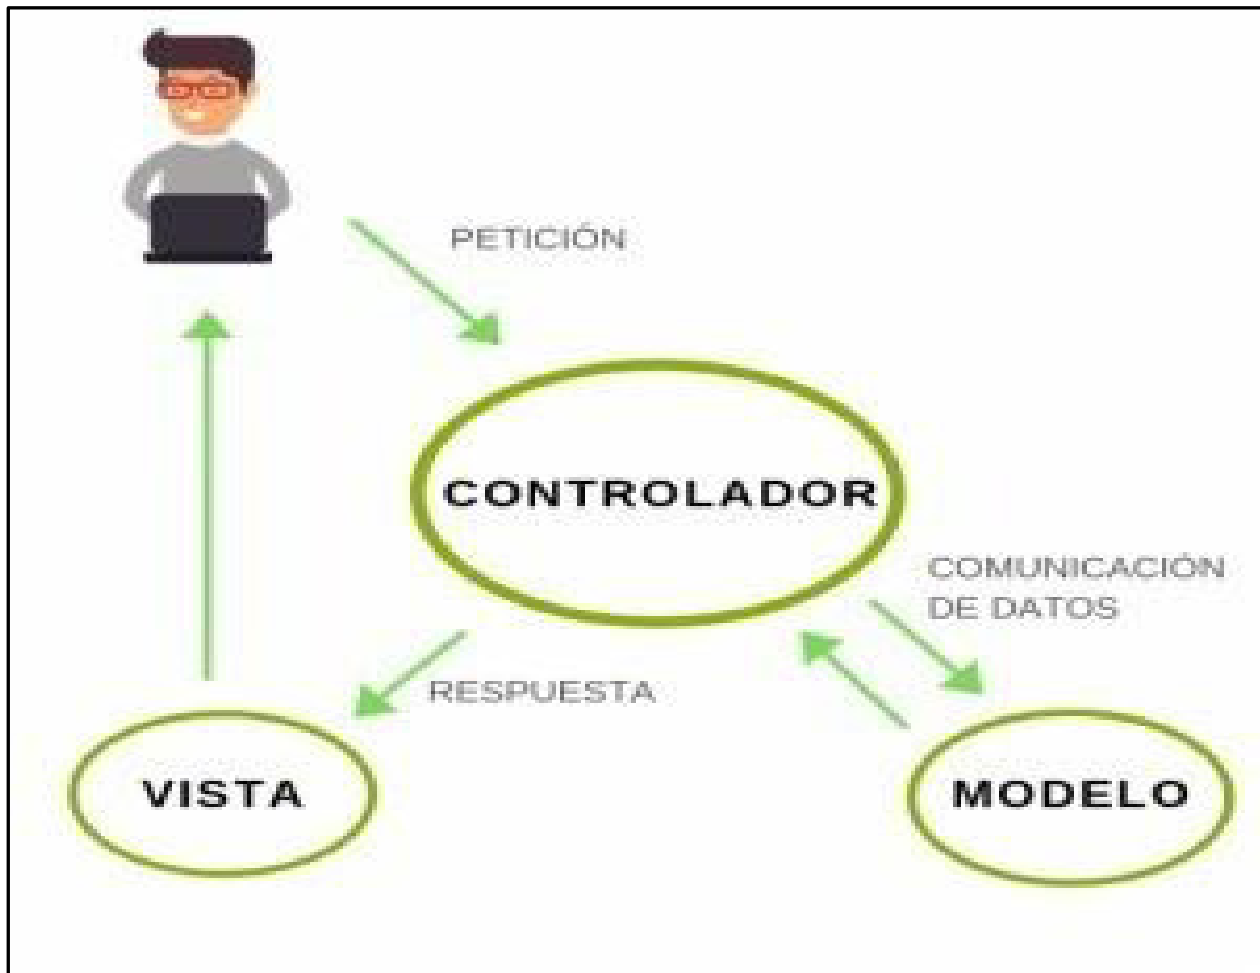 PETICIÓN
CONTROLADOR
COMUNICACIÓN
DE DATOS
RESPUESTA
VISTA
MODELO